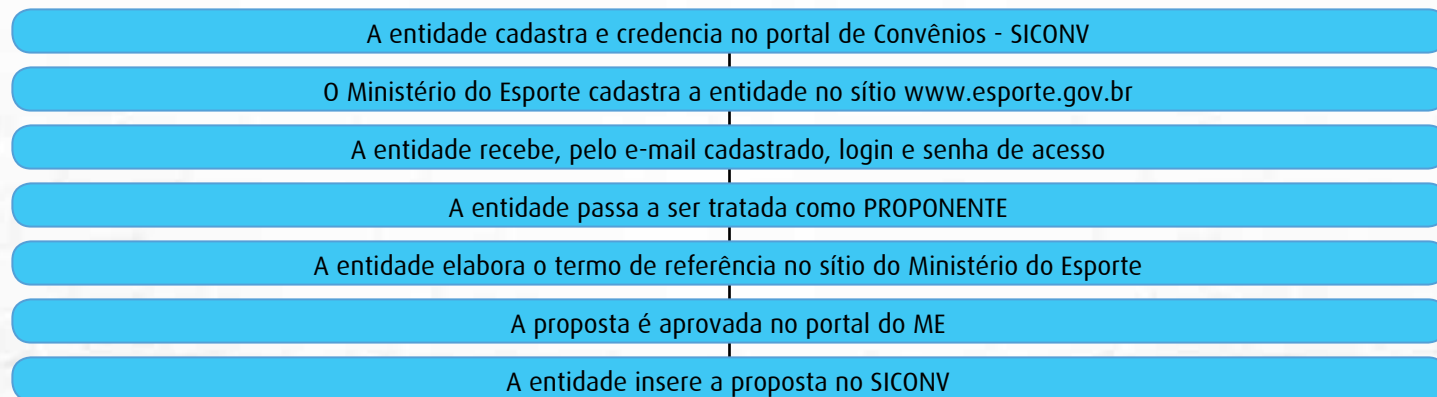 A entidade cadastra e credencia no portal de Convênios - SICONV
O Ministério do Esporte cadastra a entidade no sítio www.esporte.gov.br
A entidade recebe, pelo e-mail cadastrado, login e senha de acesso
A entidade passa a ser tratada como PROPONENTE
A entidade elabora o termo de referência no sítio do Ministério do Esporte
A proposta é aprovada no portal do ME
A entidade insere a proposta no SICONV